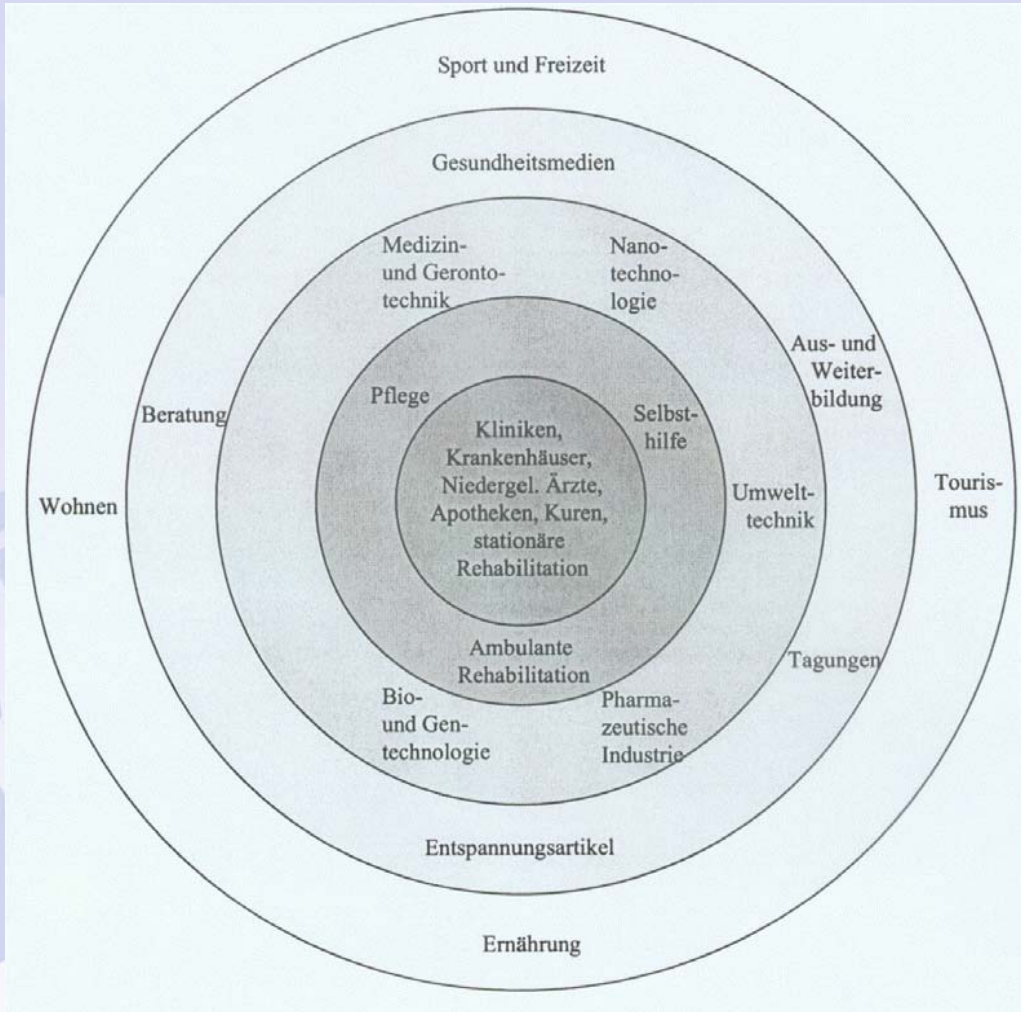 Sport und Freizeit
Gesundheitsmedien
Medizin-
und Geronto-
technik
Nano-
techno-
logie
Aus- und
Weiter-
bildung
Beratung
Pflege
Selbst-
hilfe
Kliniken,
Krankenhäuser,
Niedergel. Ärzte,
Apotheken, Kuren,
stationäre
Rehabilitation
Wohnen
Umwelt-
technik
Touris-
mus
Ambulante
Rehabilitation
Tagungen
Bio-
und Gen-
technologie
Pharma-
zeutische
Industrie
Entspannungsartikel
Ernährung